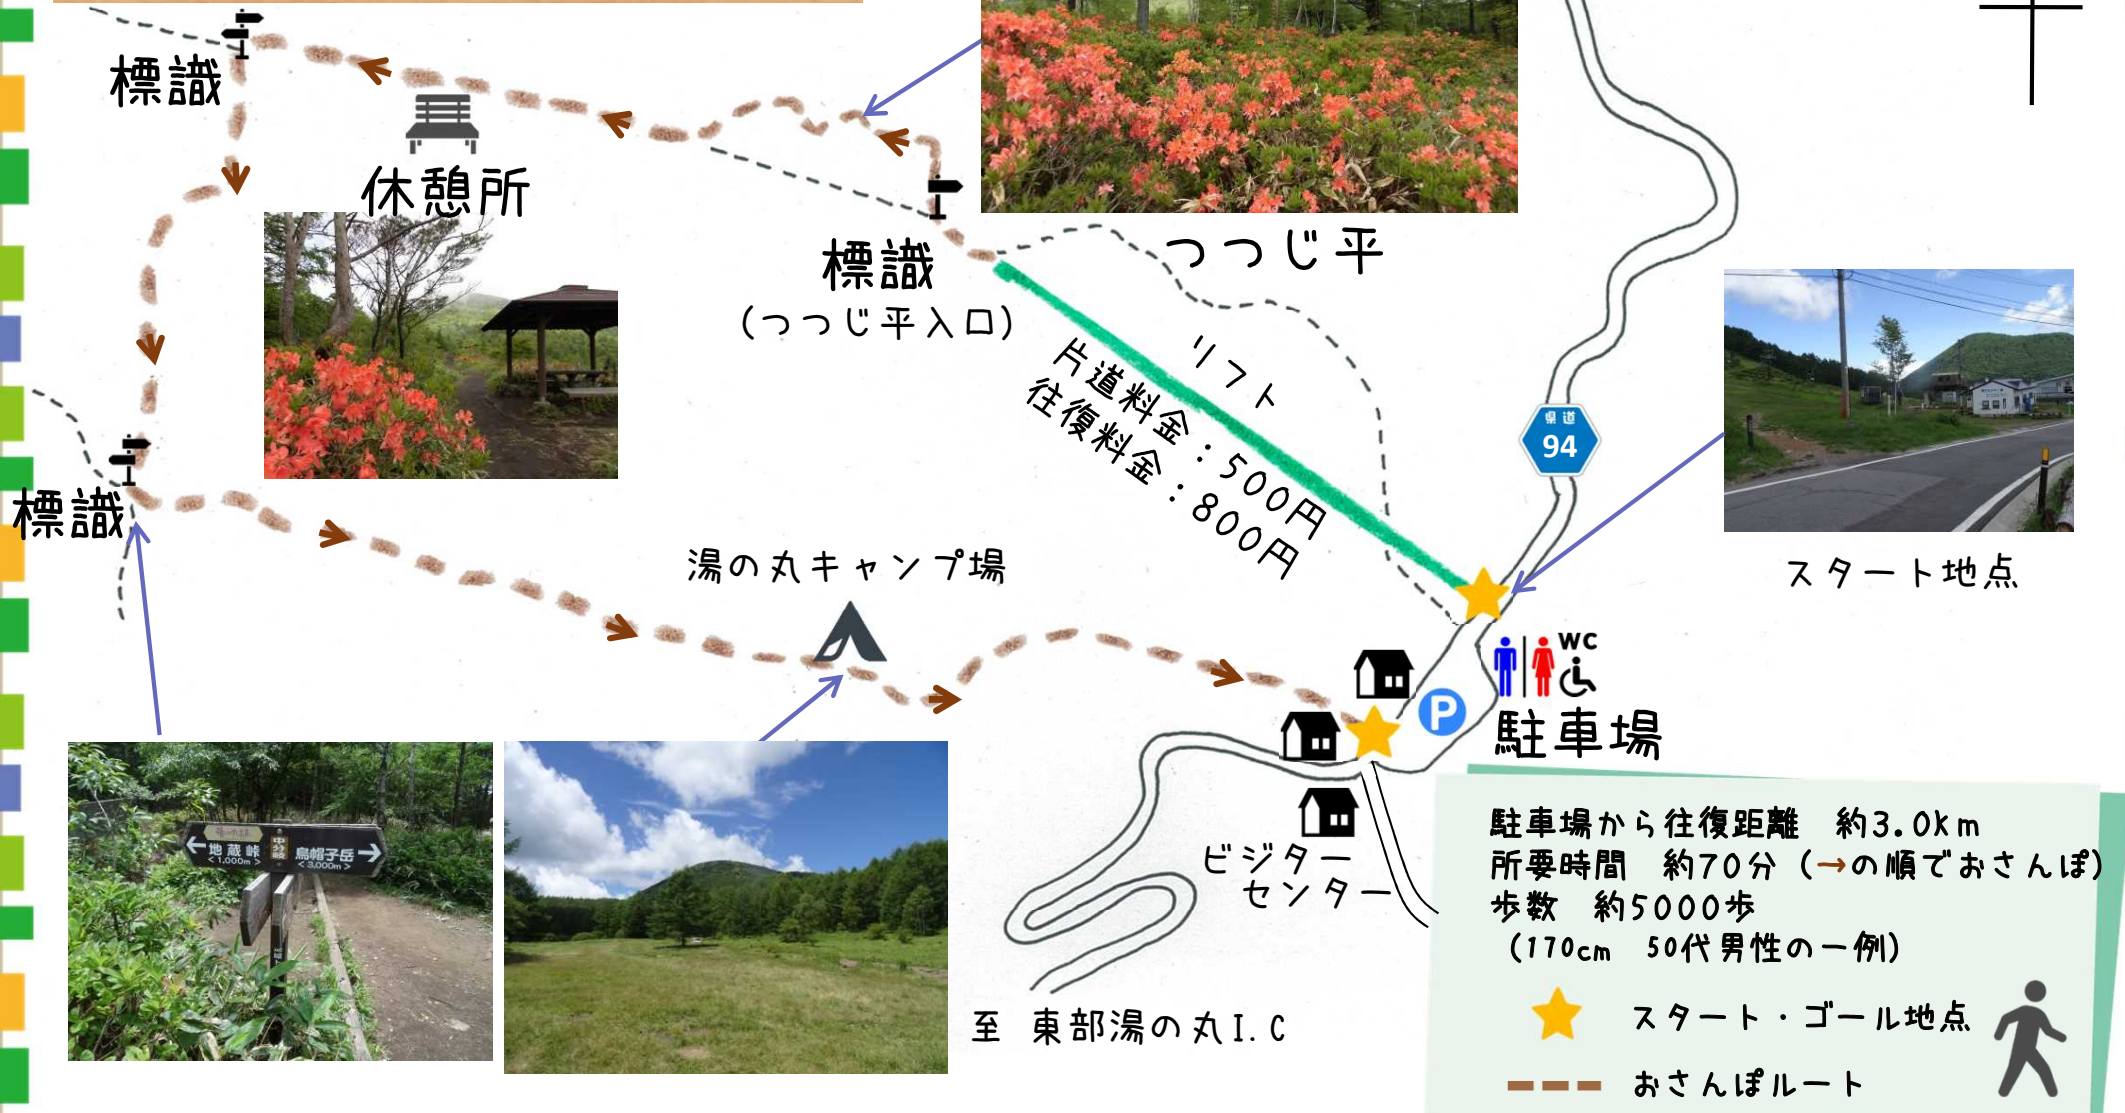 標識
休憩所
標識
(つつじ平入口)
つつじ平
リフト
片道料金：500円
往復料金：800円
県道
94
スタート地点
標識
湯の丸キャンプ場
WC
P
駐車場
地蔵峠
<1,000m>
中分岐
烏帽子岳
<3,000m>
ビジター
センター
至 東部湯の丸I.C
駐車場から往復距離 約3.0km
所要時間 約70分（→の順でおさんぽ）
歩数 約5000歩
（170cm 50代男性の一例）
スタート・ゴール地点
おさんぽルート